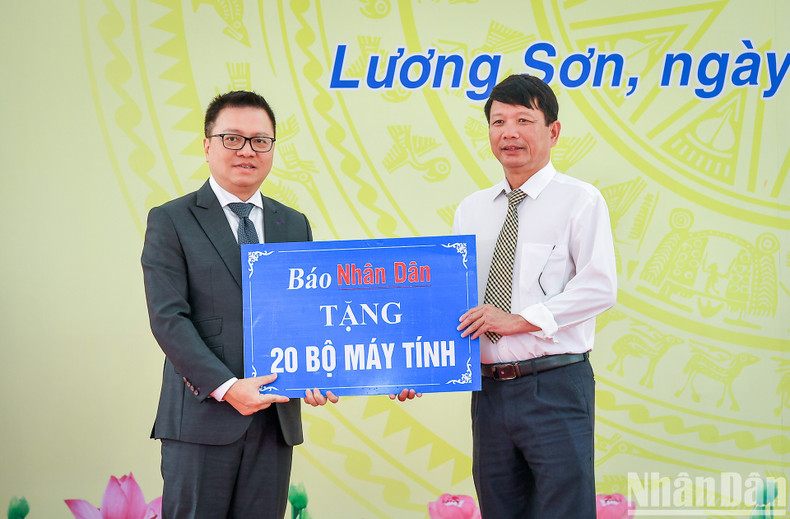 Lương Sơn, ngày
Báo Nhân Dân
TẶNG
20 BỘ MÁY TÍNH
NhânDân